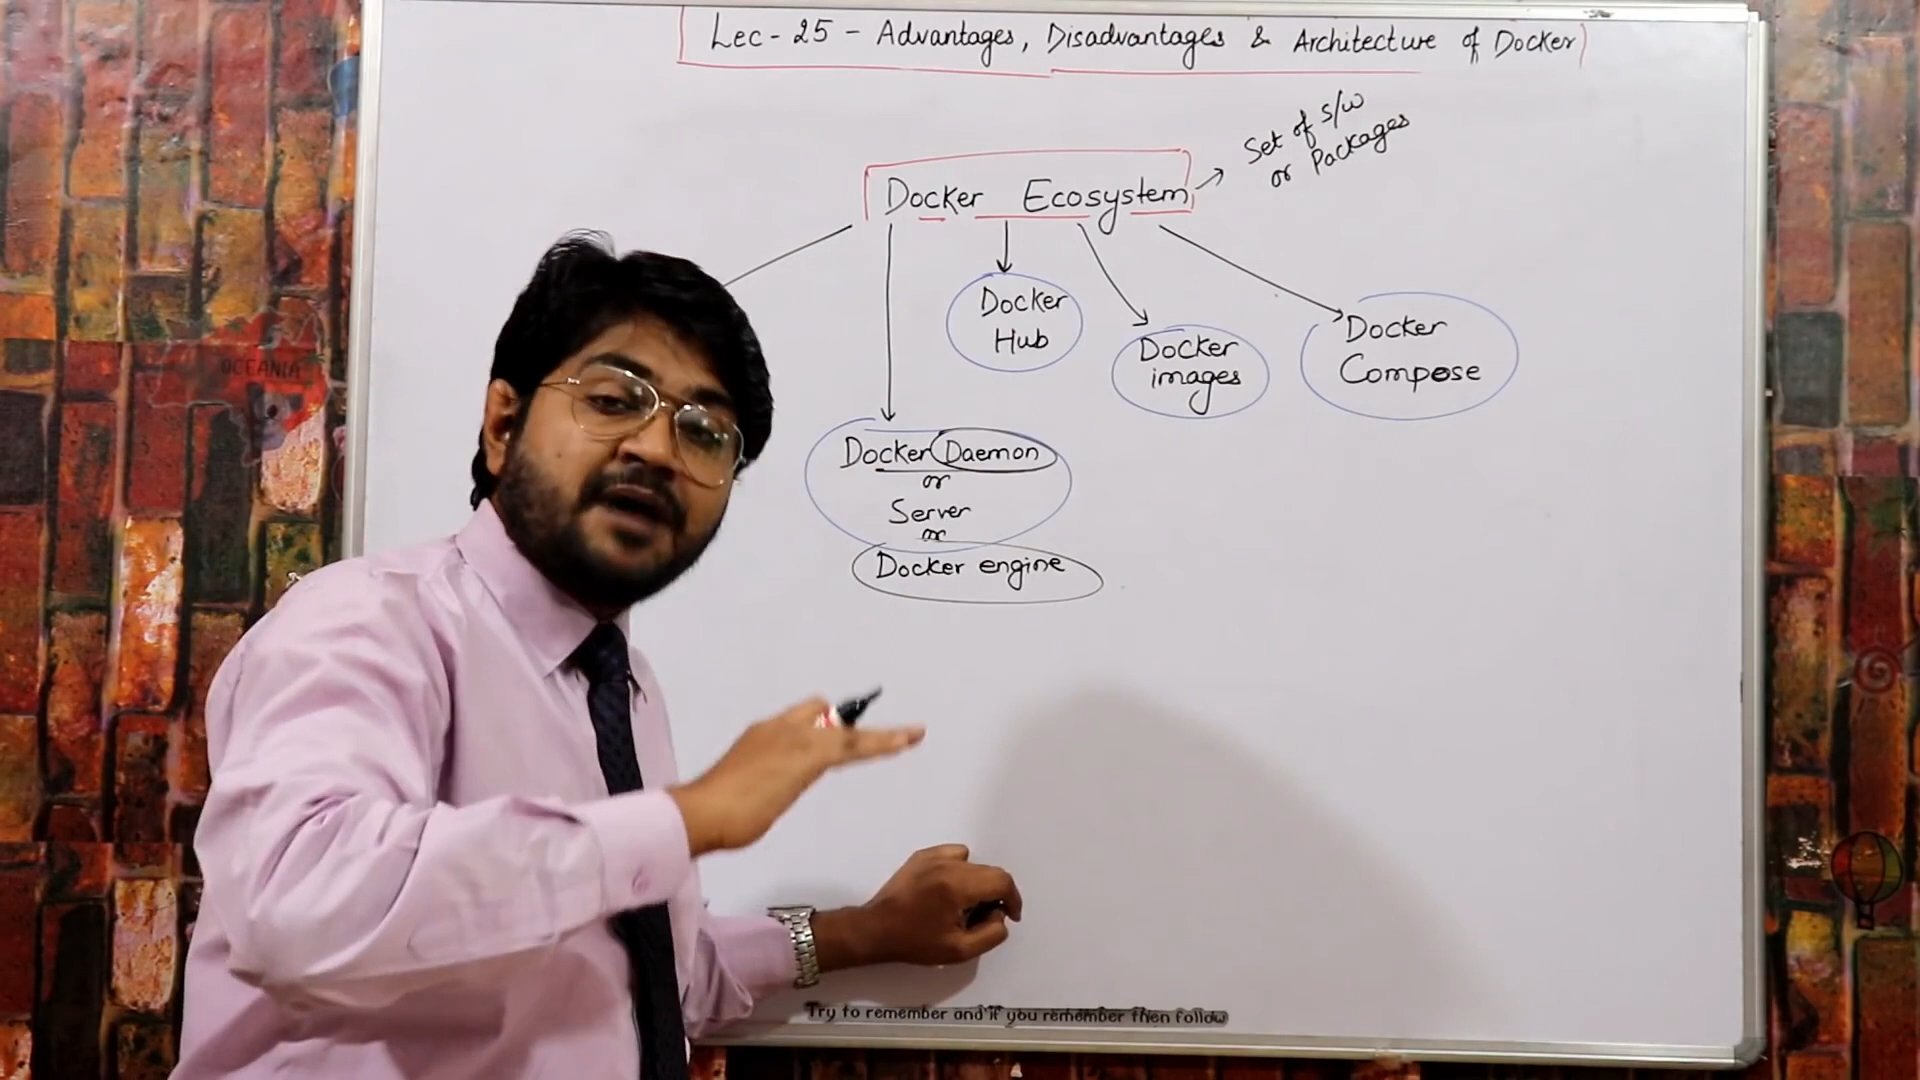 Lec - 25 - Advantages, Disadvantages & Architecture of Docker
Set of s/w
or Packages
Docker Ecosystem
Docker
Hub
Docker
images
Docker
Compose
Docker Daemon
or
Server
or
Docker engine
OCEANIA
Try to remember and if you remember then follow